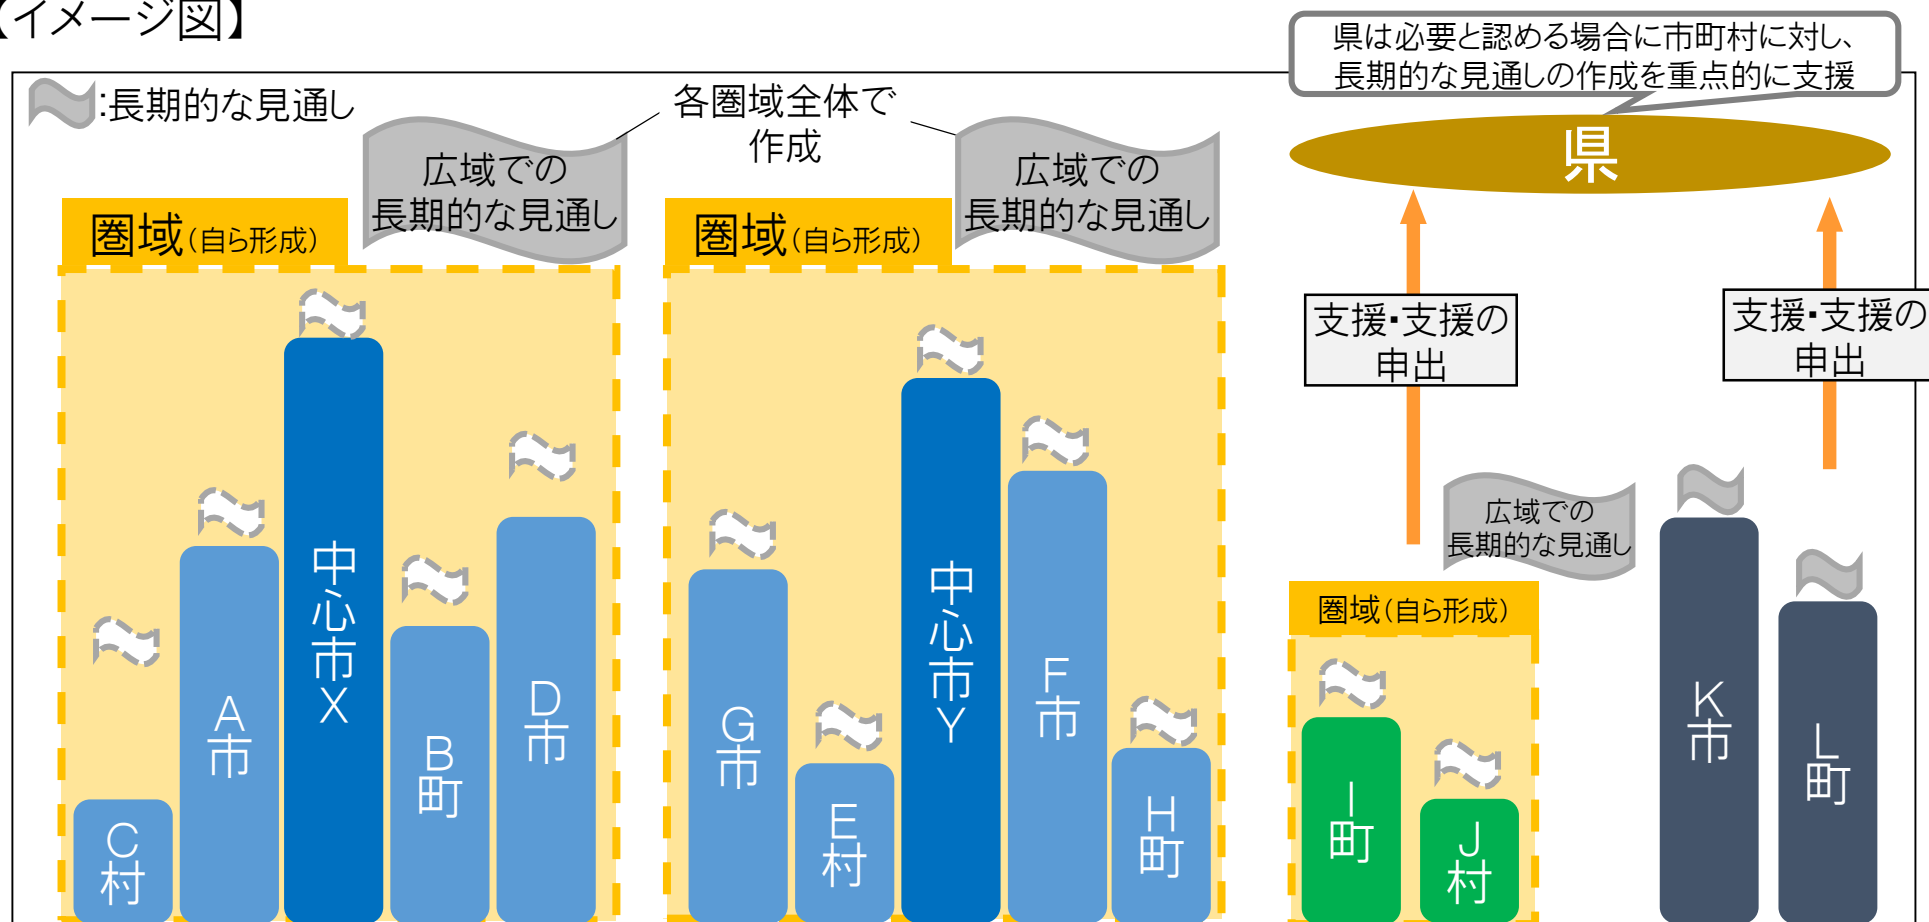 【イメージ図】
県は必要と認める場合に市町村に対し、
長期的な見通しの作成を重点的に支援
:長期的な見通し
各圏域全体で
作成
県
広域での
長期的な見通し
広域での
長期的な見通し
圏域(自ら形成)
圏域(自ら形成)
支援・支援の
申出
支援・支援の
申出
広域での
長期的な見通し
圏域(自ら形成)
C村
A市
中心市X
B町
D市
G市
E村
中心市Y
F市
H町
I町
J村
K市
L町